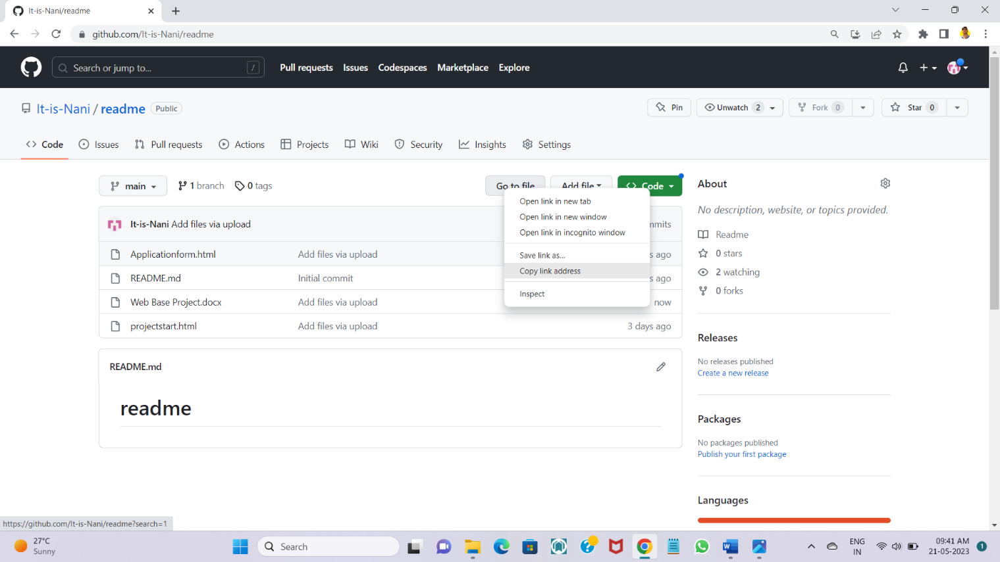 It-is-Nani/readme
github.com/It-is-Nani/readme
Search or jump to... /
Pull requests Issues Codespaces Marketplace Explore
It-is-Nani / readme Public
Pin Unwatch 2 Fork 0 Star 0
Code Issues Pull requests Actions Projects Wiki Security Insights Settings
main 1 branch 0 tags Go to file Add file Code
It-is-Nani Add files via upload
Applicationform.html Add files via upload s ago
README.md Initial commit s ago
Web Base Project.docx Add files via upload now
projectstart.html Add files via upload 3 days ago
Open link in new tab
Open link in new window
Open link in incognito window
Save link as...
Copy link address
Inspect
README.md
readme
About
No description, website, or topics provided.
Readme
0 stars
2 watching
0 forks
Releases
No releases published
Create a new release
Packages
No packages published
Publish your first package
Languages
https://github.com/It-is-Nani/readme?search=1
27°C
Sunny
Search
ENG
IN
09:41 AM
21-05-2023
1